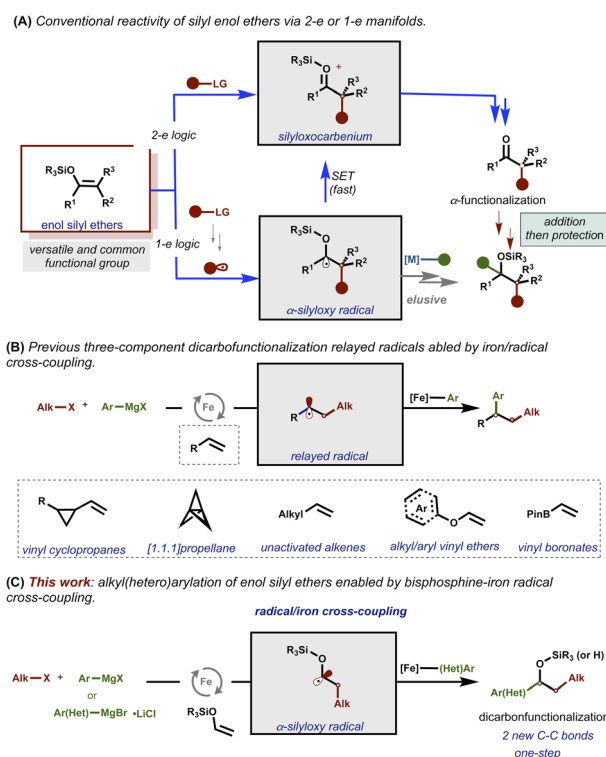 (A) Conventional reactivity of silyl enol ethers via 2-e or 1-e manifolds.
R₃Si
O
+
R³
R¹
R²
silyloxocarbenium
LG
2-e logic
R₃SiO
R³
R¹
R²
enol silyl ethers
versatile and common
functional group
1-e logic
LG
SET
(fast)
R₃Si
O
R³
R¹
R²
α-silyloxy radical
[M]
elusive
O
R³
R¹
R²
α-functionalization
addition
then protection
OSiR₃
R³
R¹
R²
(B) Previous three-component dicarbofunctionalization relayed radicals abled by iron/radical
cross-coupling.
Alk—X + Ar—MgX
Fe
R
R
Alk
relayed radical
[Fe]—Ar
Ar
R
Alk
R
vinyl cyclopropanes
[1.1.1]propellane
Alkyl
unactivated alkenes
Ar
O
alkyl/aryl vinyl ethers
PinB
vinyl boronates
(C) This work: alkyl(hetero)arylation of enol silyl ethers enabled by bisphosphine-iron radical
cross-coupling.
radical/iron cross-coupling
Alk—X + Ar—MgX
or
Ar(Het)—MgBr •LiCl
Fe
R₃SiO
R₃Si
O
Alk
α-silyloxy radical
[Fe]—(Het)Ar
SiR₃ (or H)
O
Ar(Het)
Alk
dicarbonfunctionalization
2 new C-C bonds
one-step